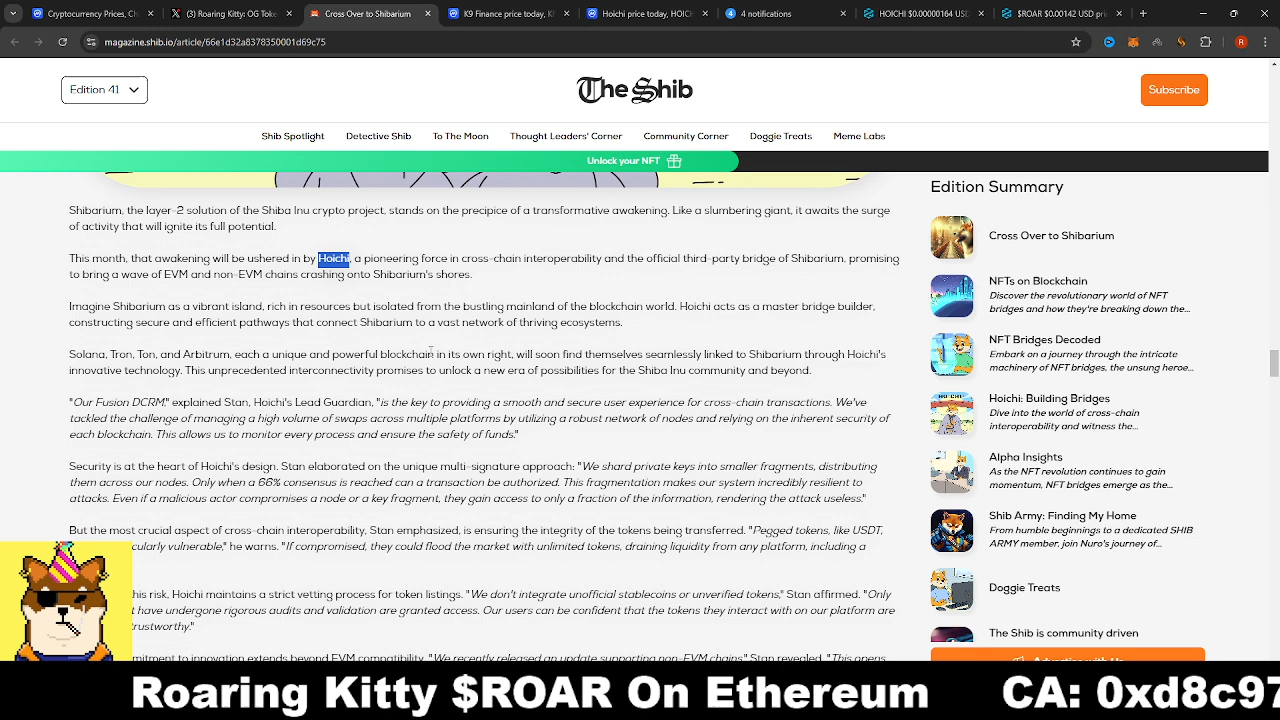 Cryptocurrency Prices, Ch
(3) Roaring Kitty: OG Token
Cross Over to Shibarium
K9 Finance price today, K
Hoichi price today, HOIC
4 notifications
HOICHI $0.00000164 USD
$ROAR $0.00142 USD pri
magazine.shib.io/article/66e1d32a8378350001d69c75
R
Edition 41
The Shib
Subscribe
Shib Spotlight
Detective Shib
To The Moon
Thought Leaders' Corner
Community Corner
Doggie Treats
Meme Labs
Unlock your NFT
Shibarium, the layer-2 solution of the Shiba Inu crypto project, stands on the precipice of a transformative awakening. Like a slumbering giant, it awaits the surge
of activity that will ignite its full potential.
This month, that awakening will be ushered in by Hoichi, a pioneering force in cross-chain interoperability and the official third-party bridge of Shibarium, promising
to bring a wave of EVM and non-EVM chains crashing onto Shibarium's shores.
Imagine Shibarium as a vibrant island, rich in resources but isolated from the bustling mainland of the blockchain world. Hoichi acts as a master bridge builder,
constructing secure and efficient pathways that connect Shibarium to a vast network of thriving ecosystems.
Solana, Tron, Ton, and Arbitrum, each a unique and powerful blockchain in its own right, will soon find themselves seamlessly linked to Shibarium through Hoichi's
innovative technology. This unprecedented interconnectivity promises to unlock a new era of possibilities for the Shiba Inu community and beyond.
"Our Fusion DCRM," explained Stan, Hoichi's Lead Guardian, "is the key to providing a smooth and secure user experience for cross-chain transactions. We've
tackled the challenge of managing a high volume of swaps across multiple platforms by utilizing a robust network of nodes and relying on the inherent security of
each blockchain. This allows us to monitor every process and ensure the safety of funds."
Security is at the heart of Hoichi's design. Stan elaborated on the unique multi-signature approach: "We shard private keys into smaller fragments, distributing
them across our nodes. Only when a 66% consensus is reached can a transaction be authorized. This fragmentation makes our system incredibly resilient to
attacks. Even if a malicious actor compromises a node or a key fragment, they gain access to only a fraction of the information, rendering the attack useless."
But the most crucial aspect of cross-chain interoperability, Stan emphasized, is ensuring the integrity of the tokens being transferred. "Pegged tokens, like USDT,
cularly vulnerable," he warns. "If compromised, they could flood the market with unlimited tokens, draining liquidity from any platform, including a
his risk, Hoichi maintains a strict vetting process for token listings. "We don't integrate unofficial stablecoins or unverified tokens," Stan affirmed. "Only
t have undergone rigorous audits and validation are granted access. Our users can be confident that the tokens they interact with on our platform are
rustworthy."
mitment to innovation extends beyond EVM compatibility. "We recently released an update supporting non-EVM chains," Stan revealed. "This opens
Edition Summary
Cross Over to Shibarium
NFTs on Blockchain
Discover the revolutionary world of NFT
bridges and how they're breaking down the...
NFT Bridges Decoded
Embark on a journey through the intricate
machinery of NFT bridges, the unsung heroe...
Hoichi: Building Bridges
Dive into the world of cross-chain
interoperability and witness the...
Alpha Insights
As the NFT revolution continues to gain
momentum, NFT bridges emerge as the...
Shib Army: Finding My Home
From humble beginnings to a dedicated SHIB
ARMY member, join Nuro's journey of...
Doggie Treats
The Shib is community driven
Advertise with Us
Roaring Kitty $ROAR On Ethereum CA: 0xd8c97